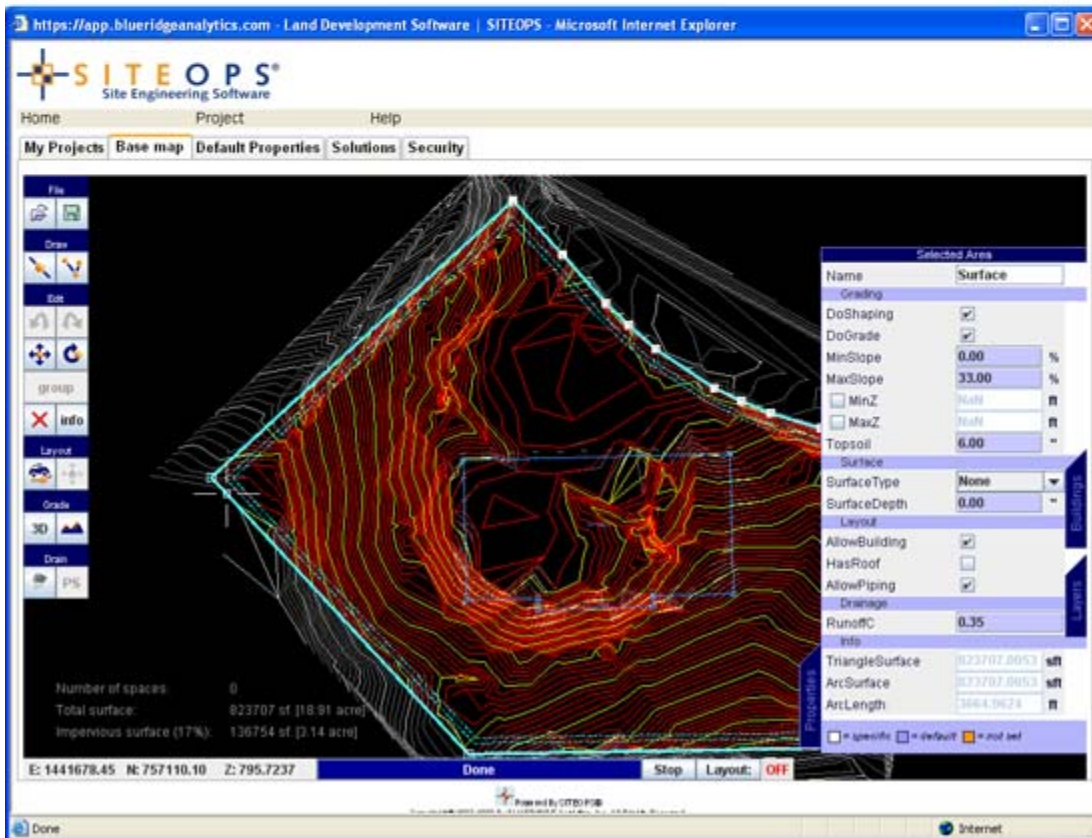 https://app.blueridgeanalytics.com - Land Development Software | SITEOPS - Microsoft Internet Explorer
SITEOPS®
Site Engineering Software
Home Project Help
My Projects Base map Default Properties Solutions Security
File
Draw
Edit
group
info
Layout
Grade
3D
Drain
PS
Number of spaces: 0
Total surface: 823707 sf. [18.91 acre]
Impervious surface (17%): 136754 sf. [3.14 acre]
Selected Area
Name Surface
Grading
DoShaping
DoGrade
MinSlope 0.00 %
MaxSlope 33.00 %
MinZ NaN ft
MaxZ NaN ft
Topsoil 6.00 "
Surface
SurfaceType None
SurfaceDepth 0.00 "
Layout
AllowBuilding
HasRoof
AllowPiping
Drainage
RunoffC 0.35
Info
TriangleSurface 823707.0053 sft
ArcSurface 823707.0053 sft
ArcLength 3664.9624 ft
= specific = default = not set
Buildings
Layers
Properties
E: 1441678.45 N: 757110.10 Z: 795.7237 Done Stop Layout: OFF
Powered By SITEOPS®
Done Internet